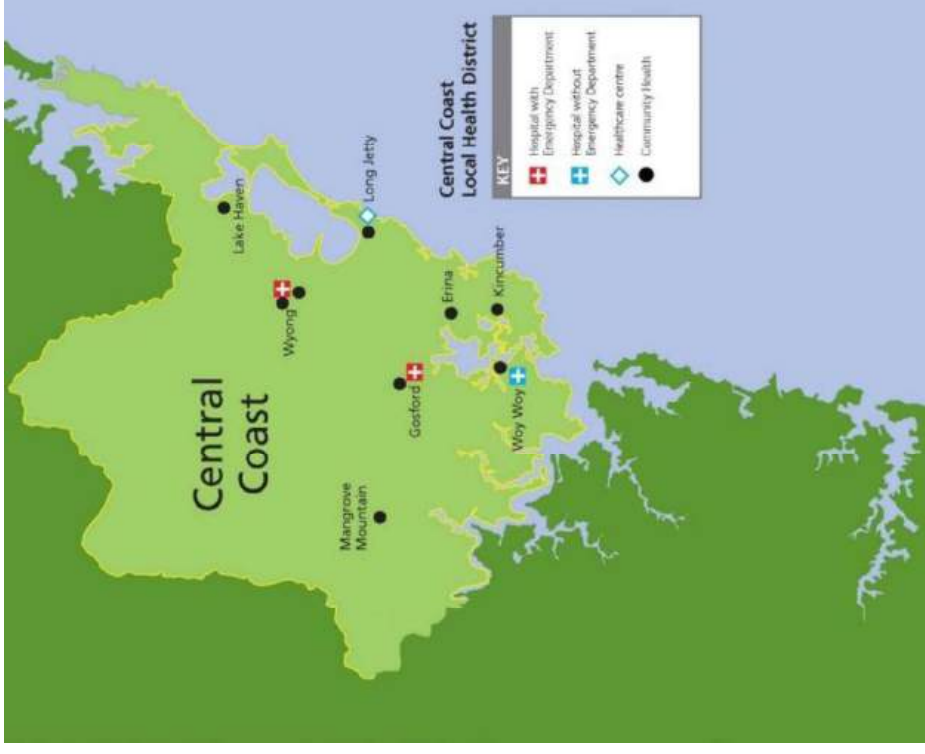 Central
Coast
Lake Haven
Wyong
Long Jetty
Mangrove
Mountain
Gosford
Erina
Kincumber
Woy Woy
Central Coast
Local Health District
KEY
Hospital with
Emergency Department
Hospital without
Emergency Department
Healthcare centre
Community Health